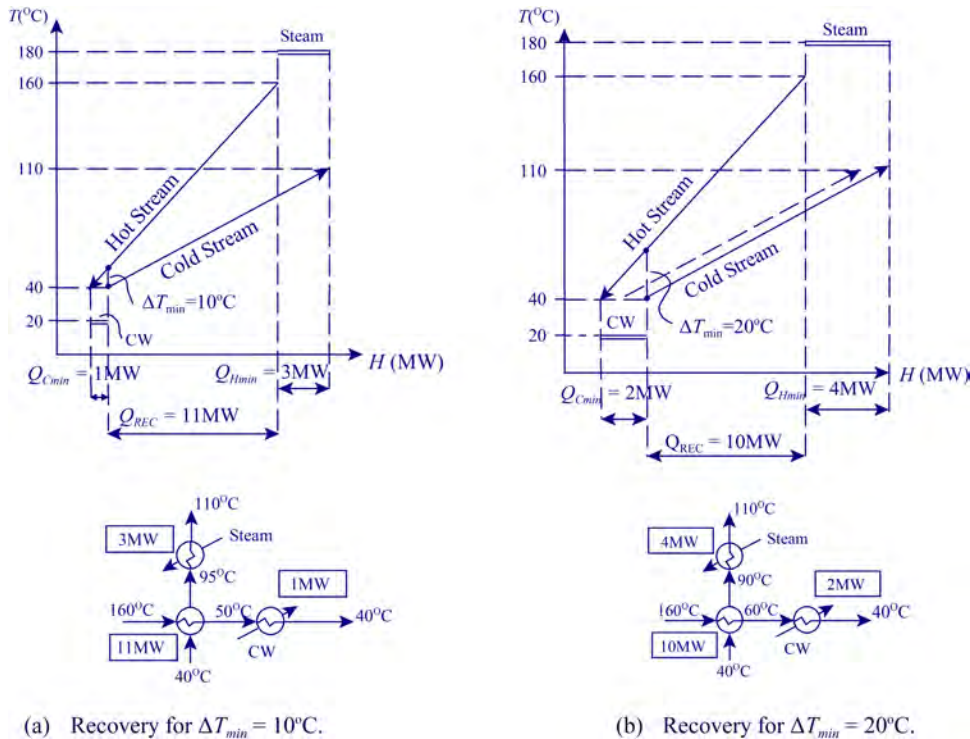 T(°C)
Steam
180
160
110
Hot Stream
Cold Stream
40
ΔTmin=10°C
20
CW
H (MW)
QCmin = 1MW
QHmin = 3MW
QREC = 11MW
110°C
3MW
Steam
95°C
1MW
160°C
50°C
40°C
11MW
CW
40°C
(a) Recovery for ΔTmin = 10°C.
T(°C)
Steam
180
160
110
Hot Stream
Cold Stream
40
CW
ΔTmin=20°C
20
H (MW)
QCmin = 2MW
QHmin = 4MW
QREC = 10MW
110°C
4MW
Steam
90°C
2MW
160°C
60°C
40°C
10MW
CW
40°C
(b) Recovery for ΔTmin = 20°C.